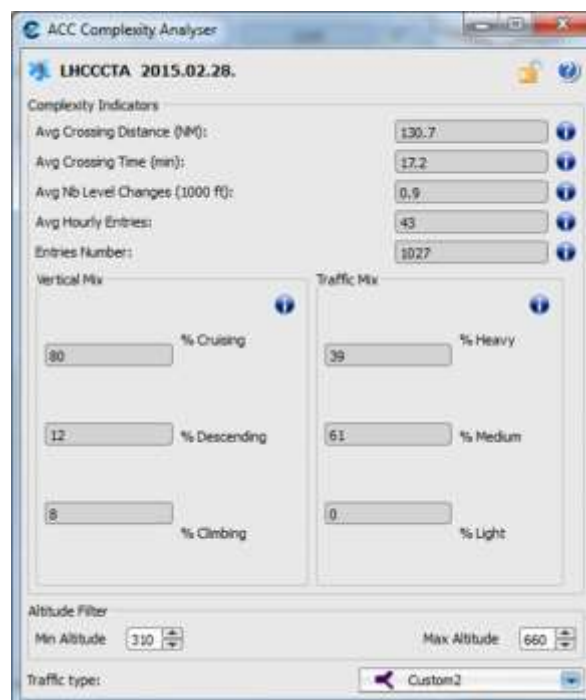 ACC Complexity Analyser
LHCCCTA 2015.02.28.
Complexity Indicators
Avg Crossing Distance (NM): 130.7
Avg Crossing Time (min): 17.2
Avg Nb Level Changes (1000 ft): 0.9
Avg Hourly Entries: 43
Entries Number: 1027
Vertical Mix
80 % Cruising
12 % Descending
8 % Climbing
Traffic Mix
39 % Heavy
61 % Medium
0 % Light
Altitude Filter
Min Altitude 310 Max Altitude 660
Traffic type: Custom2